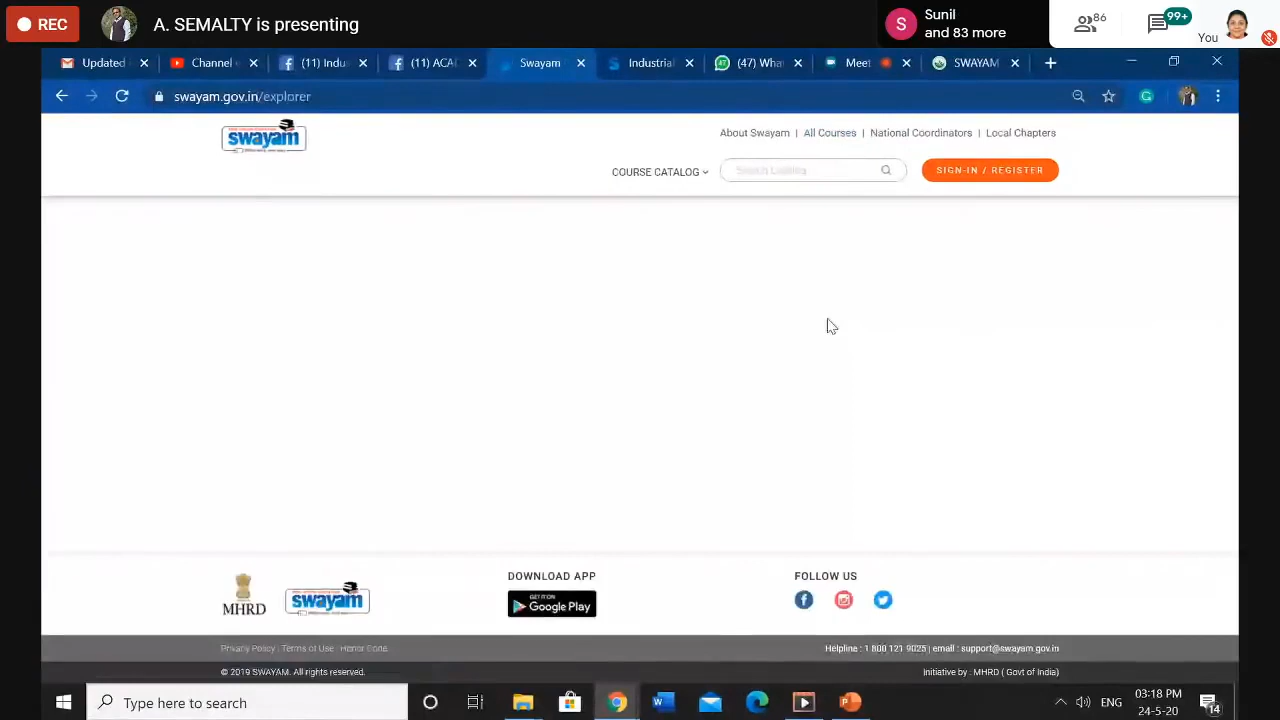 REC
A. SEMALTY is presenting
S
Sunil
and 83 more
86
99+
You
Updated
Channel
(11) Indus
(11) ACA
Swayam
Industrial
(47) Wha
Meet
SWAYAM
swayam.gov.in/explorer
swayam
About Swayam | All Courses | National Coordinators | Local Chapters
COURSE CATALOG
Search Catalog
SIGN-IN / REGISTER
MHRD
swayam
DOWNLOAD APP
GET IT ON
Google Play
FOLLOW US
Privacy Policy | Terms of Use | Honor Code
Helpline : 1 800 121 9025 | email : support@swayam.gov.in
© 2019 SWAYAM. All rights reserved.
Initiative by : MHRD ( Govt of India)
Type here to search
ENG
03:18 PM
24-5-20
14